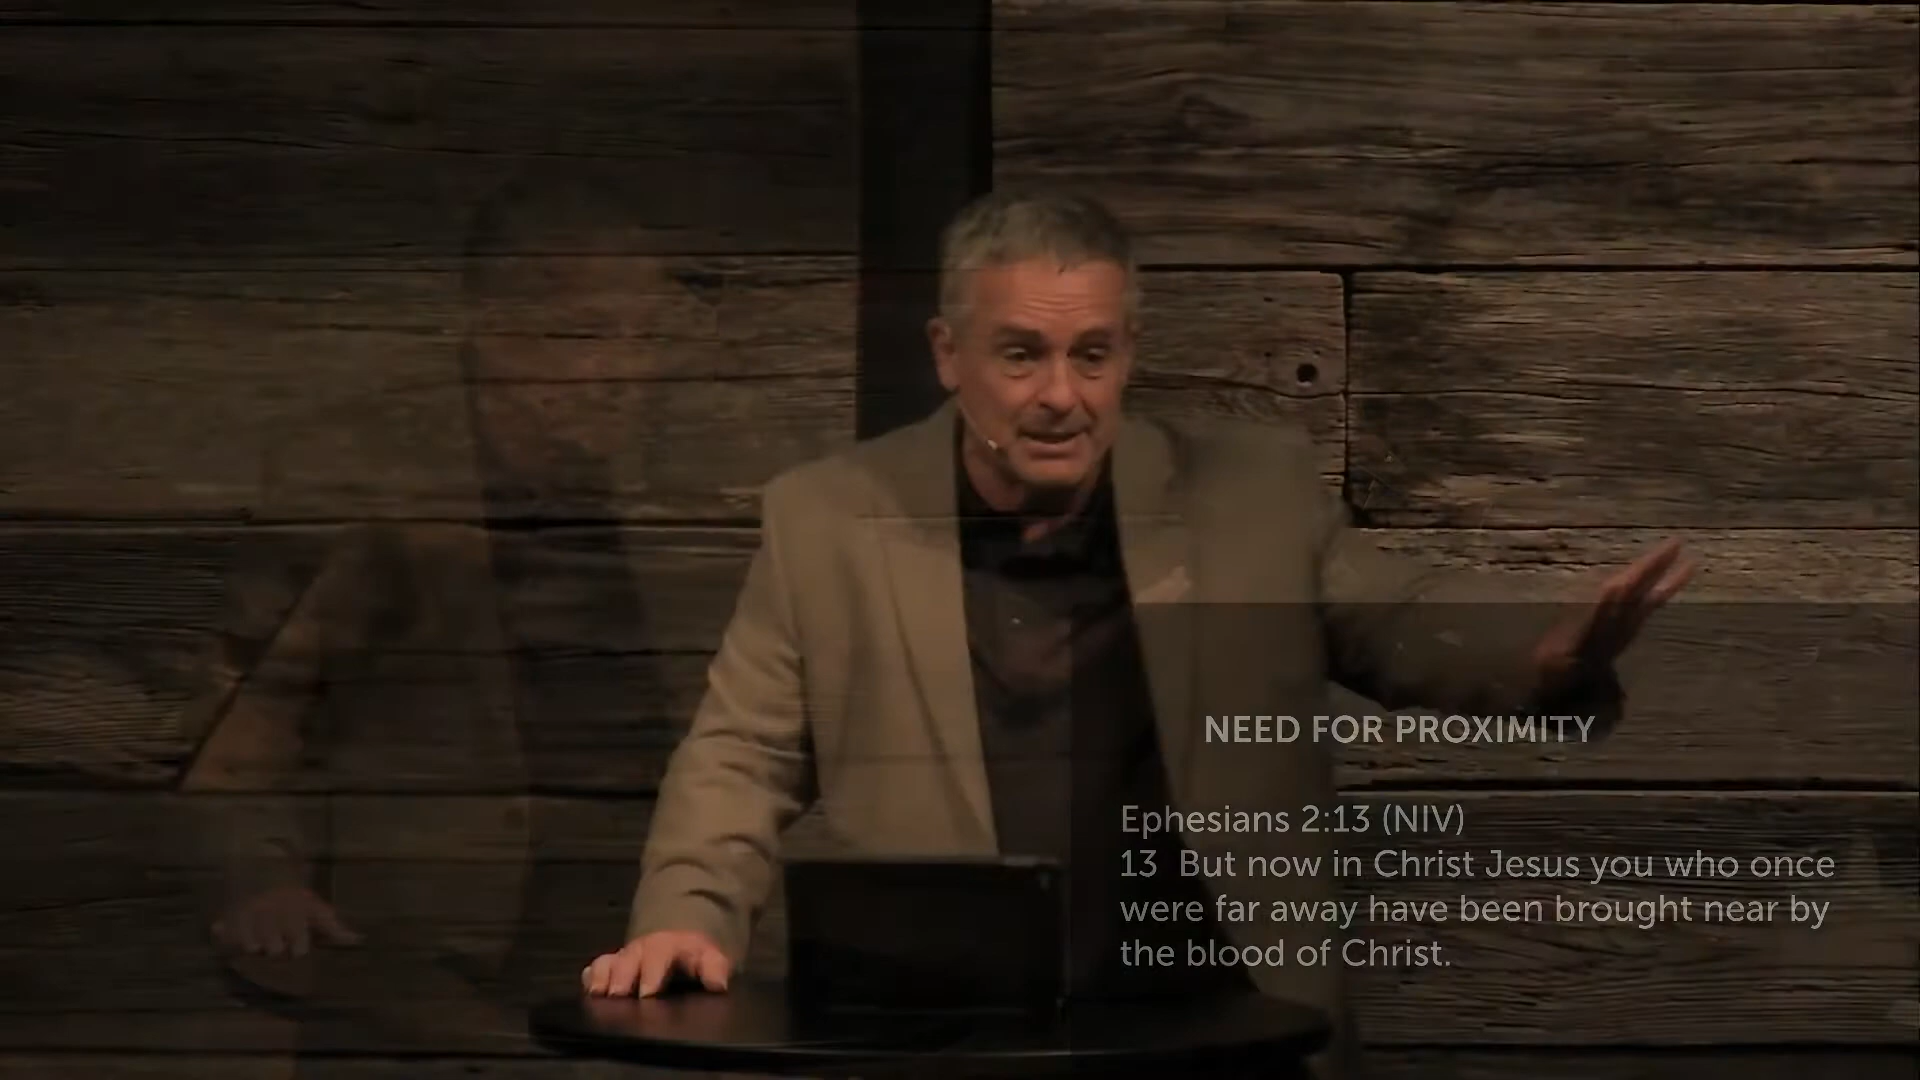 NEED FOR PROXIMITY
Ephesians 2:13 (NIV)
13 But now in Christ Jesus you who once
were far away have been brought near by
the blood of Christ.